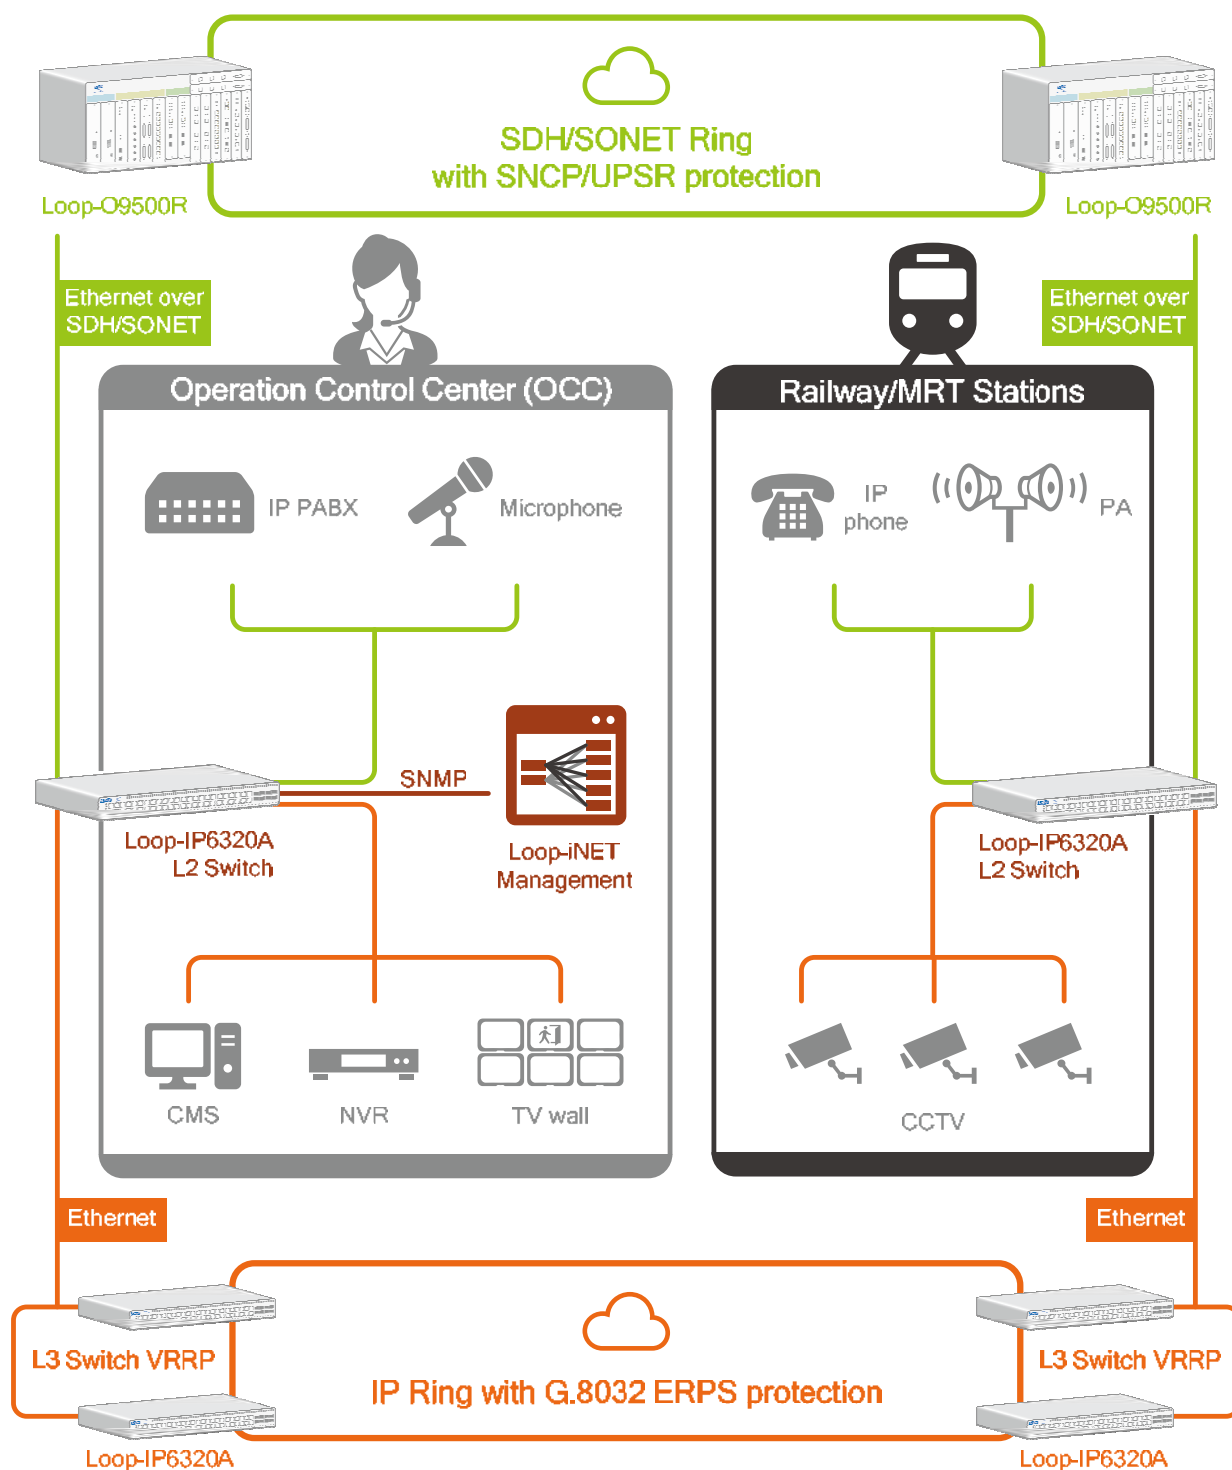 SDH/SONET Ring
with SNCP/UPSR protection
Loop-O9500R
Loop-O9500R
Ethernet over
SDH/SONET
Ethernet over
SDH/SONET
Operation Control Center (OCC)
Railway/MRT Stations
IP PABX
Microphone
IP
phone
PA
SNMP
Loop-IP6320A
L2 Switch
Loop-iNET
Management
Loop-IP6320A
L2 Switch
CMS
NVR
TV wall
CCTV
Ethernet
Ethernet
L3 Switch VRRP
L3 Switch VRRP
IP Ring with G.8032 ERPS protection
Loop-IP6320A
Loop-IP6320A